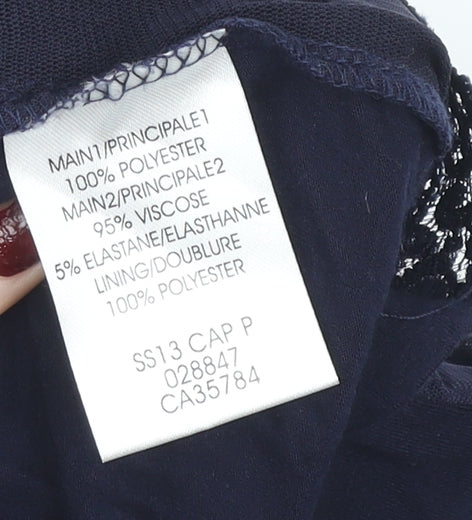 MAIN1/PRINCIPALE1
100% POLYESTER
MAIN2/PRINCIPALE2
95% VISCOSE
5% ELASTANE/ELASTHANNE
LINING/DOUBLURE
100% POLYESTER
SS13 CAP P
028847
CA35784